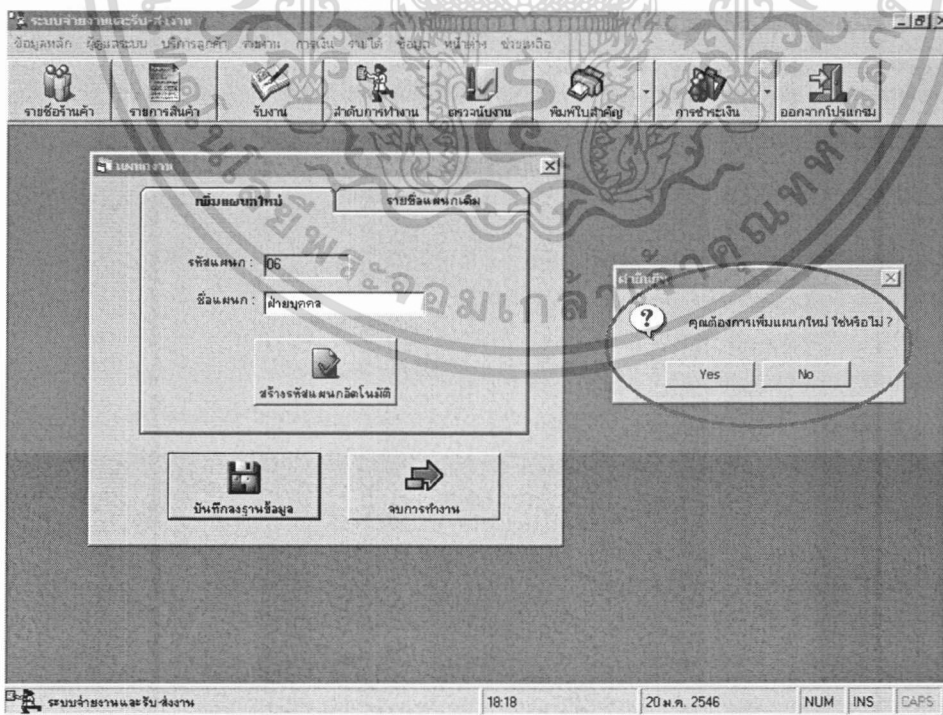 ระบบจ่ายงานและรับ-ส่งงาน
ข้อมูลหลัก ผู้ดูแลระบบ บริการลูกค้า การเงิน รายได้ ข้อมูล หน้าต่าง ช่วยเหลือ
รายชื่อร้านค้า รายการสินค้า รับงาน ลำดับการทำงาน ตรวจนับงาน พิมพ์ใบสำคัญ การชำระเงิน ออกจากโปรแกรม
แผนกงาน
เพิ่มแผนกใหม่ รายชื่อแผนกเดิม
รหัสแผนก : 06
ชื่อแผนก : ฝ่ายบุคคล
สร้างรหัสแผนกอัตโนมัติ
บันทึกลงฐานข้อมูล จบการทำงาน
คำยืนยัน
คุณต้องการเพิ่มแผนกใหม่ ใช่หรือไม่ ?
Yes No
ระบบจ่ายงานและรับ-ส่งงาน 18:18 20 ม.ค. 2546 NUM INS CAPS